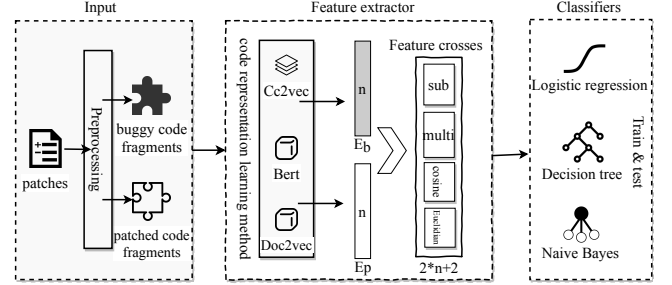 Input
Feature extractor
Classifiers
patches
Preprocessing
buggy code
fragments
patched code
fragments
code representation learning method
Cc2vec
Bert
Doc2vec
n
Eb
n
Ep
Feature crosses
sub
multi
cosine
Euclidian
2*n+2
Logistic regression
Decision tree
Naive Bayes
Train & test